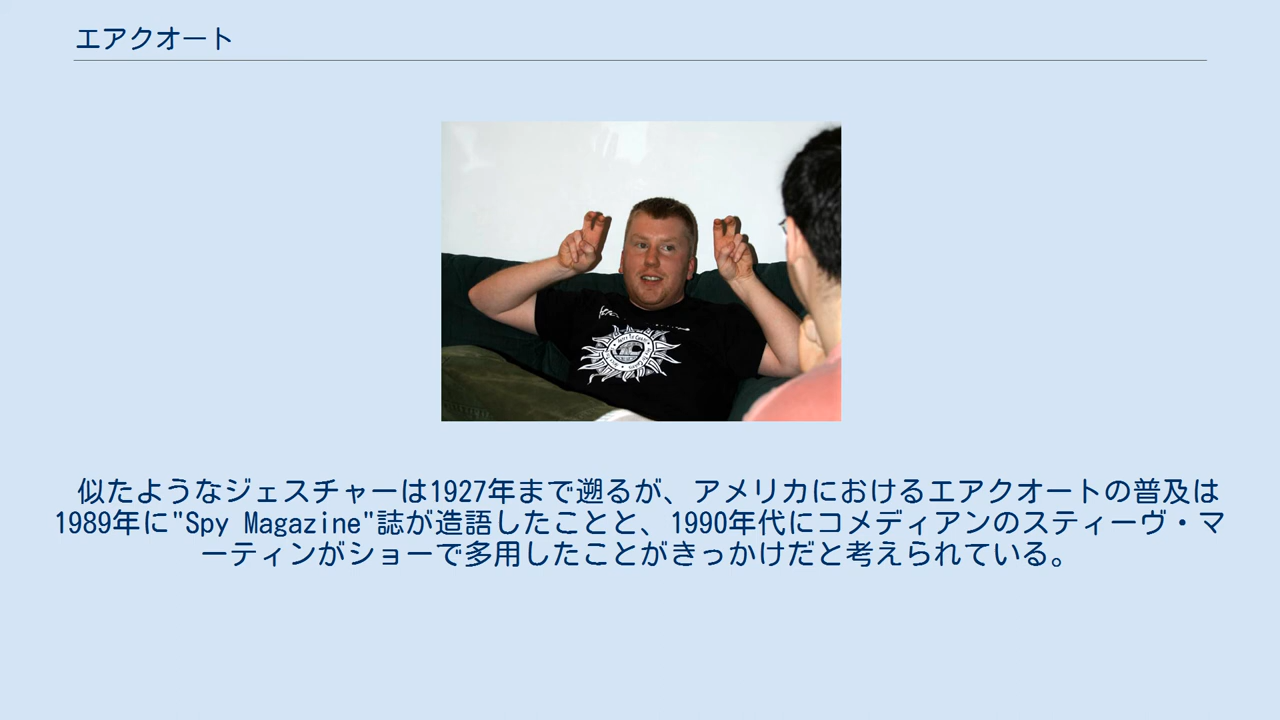 エアクオート
似たようなジェスチャーは1927年まで遡るが、アメリカにおけるエアクオートの普及は
1989年に"Spy Magazine"誌が造語したことと、1990年代にコメディアンのスティーヴ・マ
ーティンがショーで多用したことがきっかけだと考えられている。